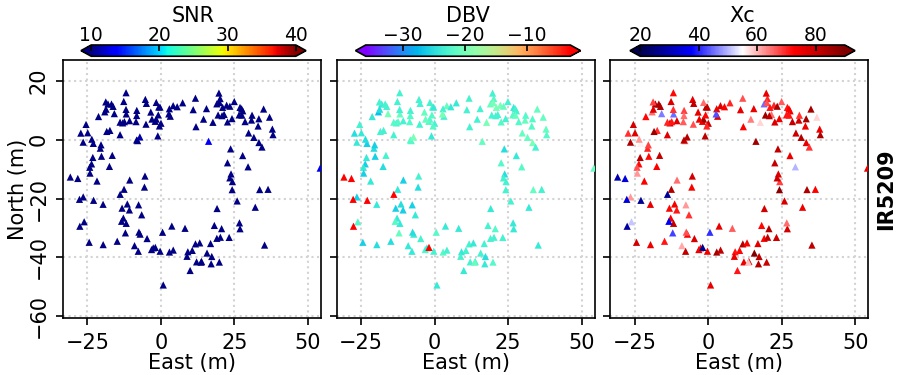 SNR DBV Xc
10 20 30 40 −30 −20 −10 20 40 60 80
North (m)
20
0
−20
−40
−60
−25 0 25 50 −25 0 25 50 −25 0 25 50
East (m) East (m) East (m)
IR5209